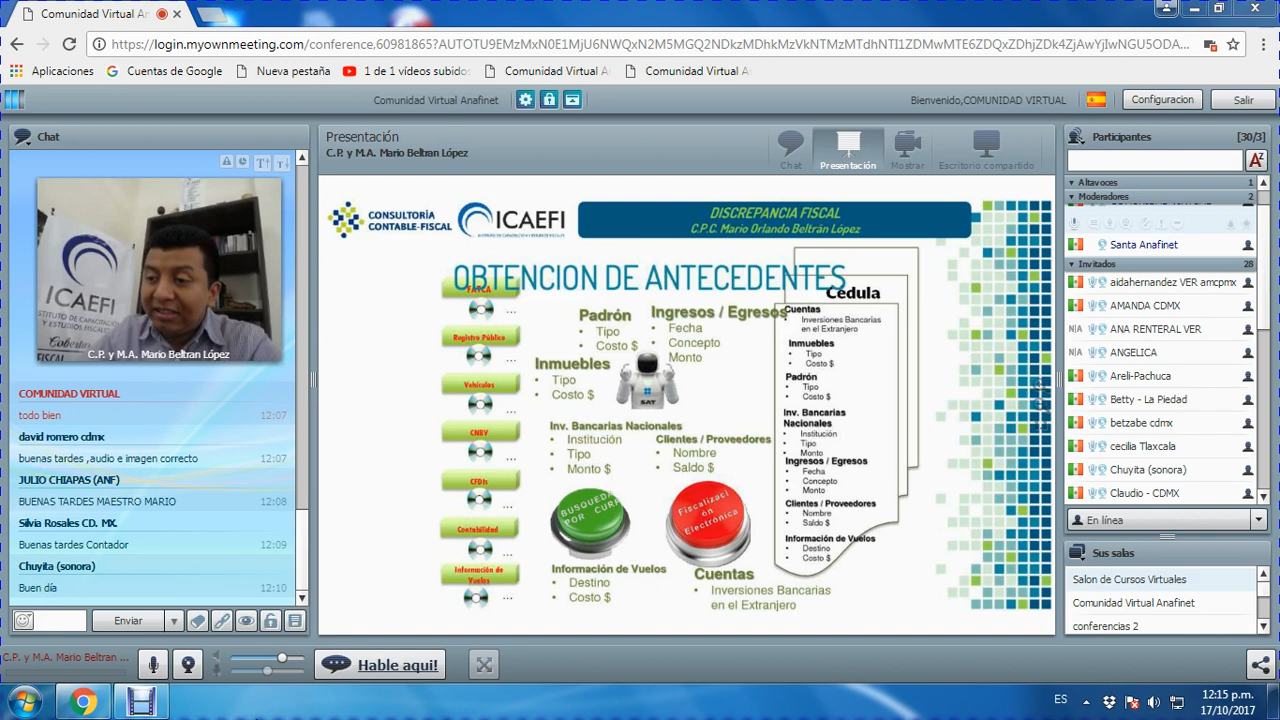 Comunidad Virtual An
https://login.myownmeeting.com/conference,60981865?AUTOTU9EMzMxN0E1MjU6NWQxN2M5MGQ2NDkzMDhkMzVkNTMzMTdhNTI1ZDMwMTE6ZDQxZDhjZDk4ZjAwYjIwNGU5ODA...
Aplicaciones
Cuentas de Google
Nueva pestaña
1 de 1 vídeos subido
Comunidad Virtual A
Comunidad Virtual A
Comunidad Virtual Anafinet
Bienvenido,COMUNIDAD VIRTUAL
Configuracion
Salir
Chat
C.P. y M.A. Mario Beltran López
ICAEFI
COMUNIDAD VIRTUAL
todo bien 12:07
david romero cdmx
buenas tardes ,audio e imagen correcto 12:07
JULIO CHIAPAS (ANF)
BUENAS TARDES MAESTRO MARIO 12:08
Silvia Rosales CD. MX.
Buenas tardes Contador 12:09
Chuyita (sonora)
Buen día 12:10
Enviar
Presentación
C.P. y M.A. Mario Beltran López
Chat
Presentación
Mostrar
Escritorio compartido
CONSULTORÍA
CONTABLE-FISCAL
ICAEFI
DISCREPANCIA FISCAL
C.P.C. Mario Orlando Beltrán López
OBTENCION DE ANTECEDENTES
FATCA
Registro Público
...
Vehículos
...
CNBV
...
CFDIs
...
Contabilidad
...
Información de
Vuelos
...
Padrón
• Tipo
• Costo $
Ingresos / Egresos
• Fecha
• Concepto
• Monto
Inmuebles
• Tipo
• Costo $
SAT
Inv. Bancarias Nacionales
• Institución
• Tipo
• Monto $
Clientes / Proveedores
• Nombre
• Saldo $
BUSQUEDA
POR CURP
Fiscalizaci
ón
Electrónica
Información de Vuelos
• Destino
• Costo $
Cuentas
• Inversiones Bancarias
en el Extranjero
Cédula
Cuentas
• Inversiones Bancarias
en el Extranjero
Inmuebles
• Tipo
• Costo $
Padrón
• Tipo
• Costo $
Inv. Bancarias
Nacionales
• Institución
• Tipo
• Monto
Ingresos / Egresos
• Fecha
• Concepto
• Monto
Clientes / Proveedores
• Nombre
• Saldo $
Información de Vuelos
• Destino
• Costo $
Participantes [30/3]
Altavoces 1
Moderadores 2
Santa Anafinet
Invitados 28
aidahernandez VER amcpmx
AMANDA CDMX
N/A ANA RENTERAL VER
N/A ANGELICA
Areli-Pachuca
Betty - La Piedad
betzabe cdmx
cecilia Tlaxcala
Chuyita (sonora)
Claudio - CDMX
En línea
Sus salas
Salon de Cursos Virtuales
Comunidad Virtual Anafinet
conferencias 2
C.P. y M.A. Mario Beltran ...
Hable aqui!
ES
12:15 p.m.
17/10/2017